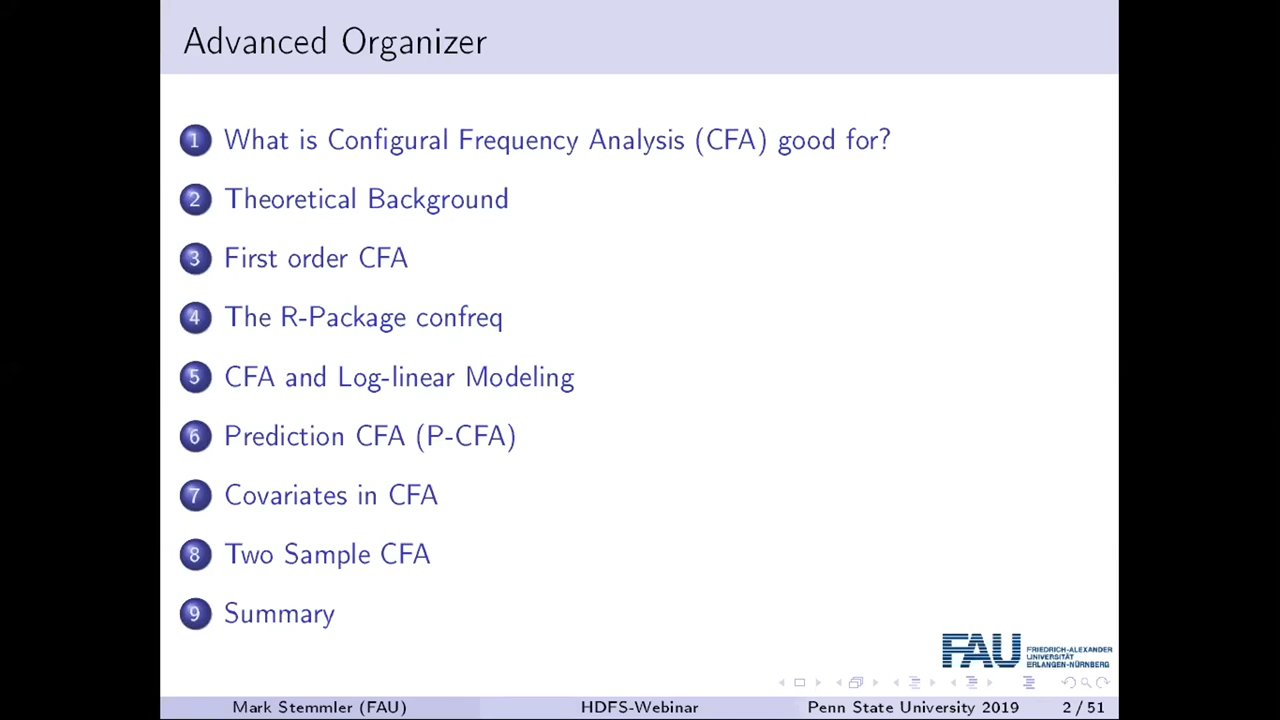 Advanced Organizer
1 What is Configural Frequency Analysis (CFA) good for?
2 Theoretical Background
3 First order CFA
4 The R-Package confreq
5 CFA and Log-linear Modeling
6 Prediction CFA (P-CFA)
7 Covariates in CFA
8 Two Sample CFA
9 Summary
FAU
FRIEDRICH-ALEXANDER
UNIVERSITÄT
ERLANGEN-NÜRNBERG
Mark Stemmler (FAU) HDFS-Webinar Penn State University 2019 2 / 51